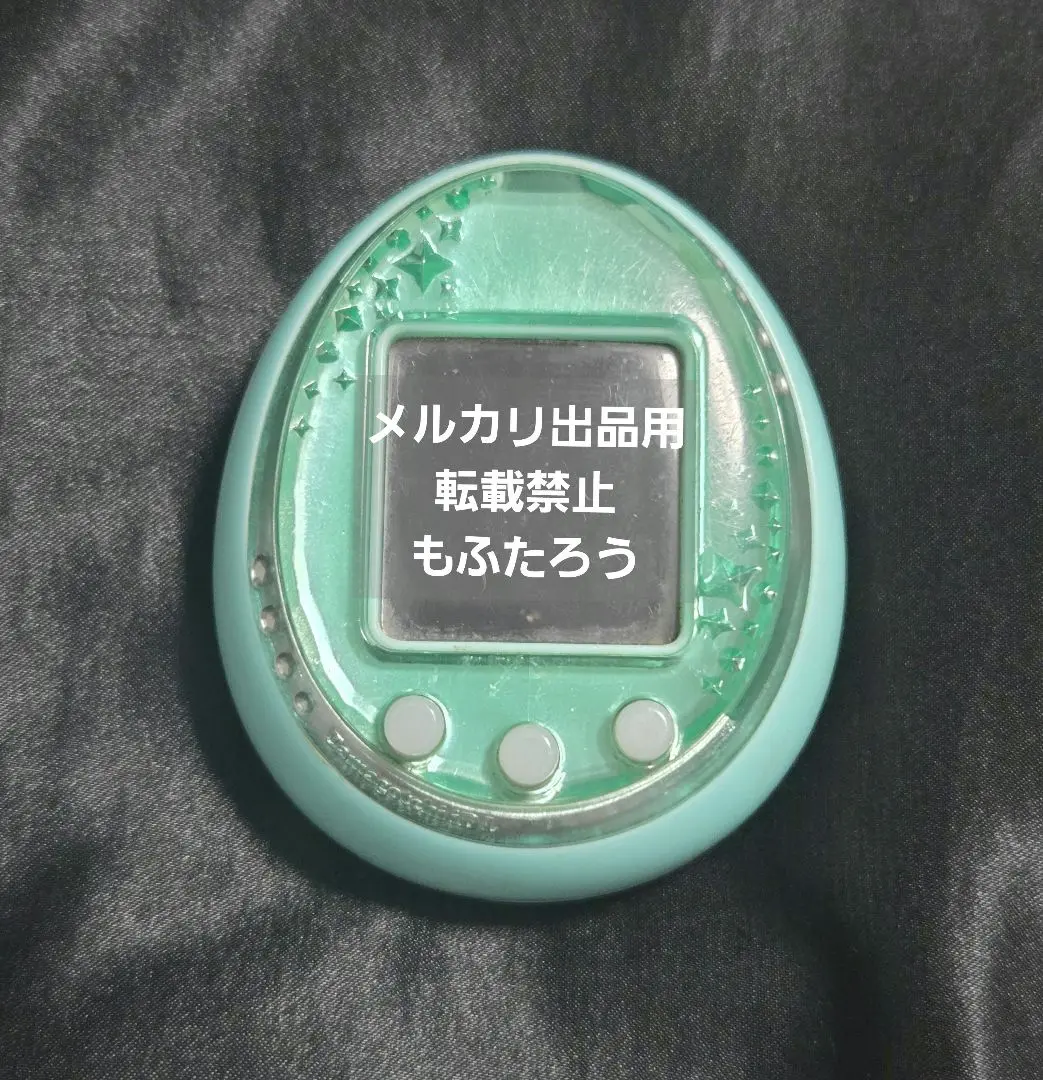 メルカリ出品用
転載禁止
もふたろう